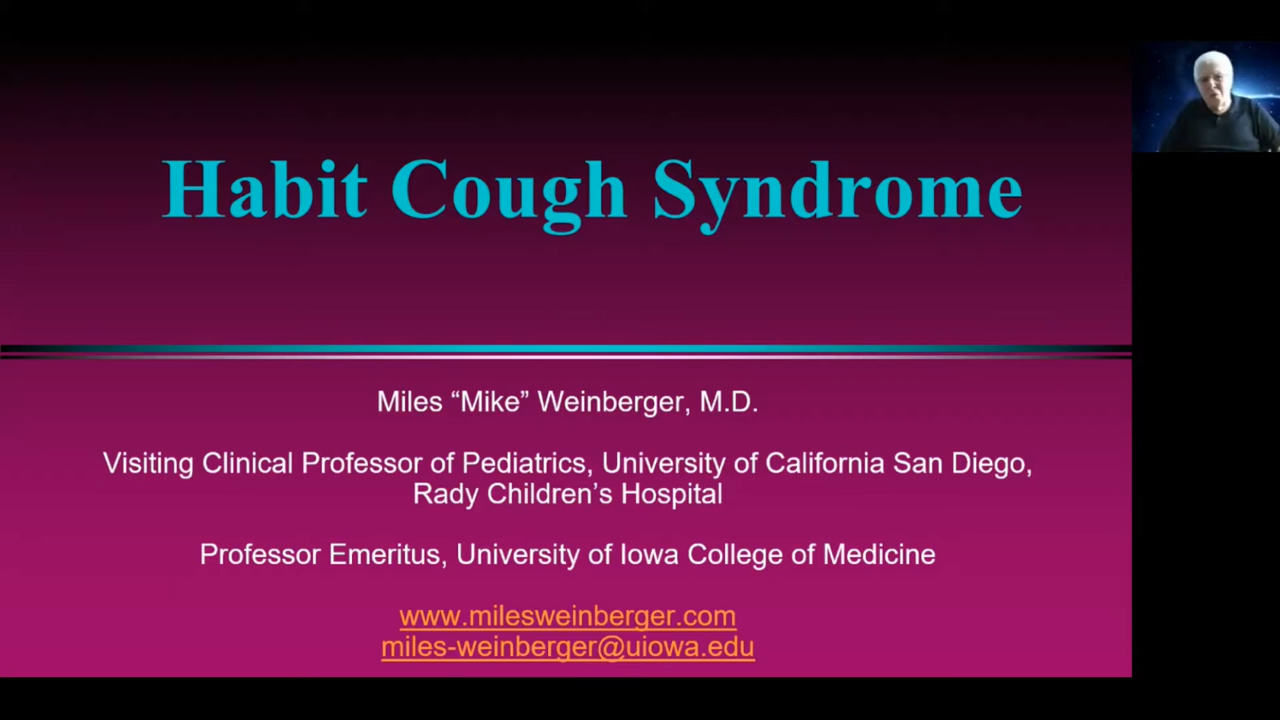 Habit Cough Syndrome
Miles “Mike” Weinberger, M.D.
Visiting Clinical Professor of Pediatrics, University of California San Diego,
Rady Children’s Hospital
Professor Emeritus, University of Iowa College of Medicine
www.milesweinberger.com
miles-weinberger@uiowa.edu